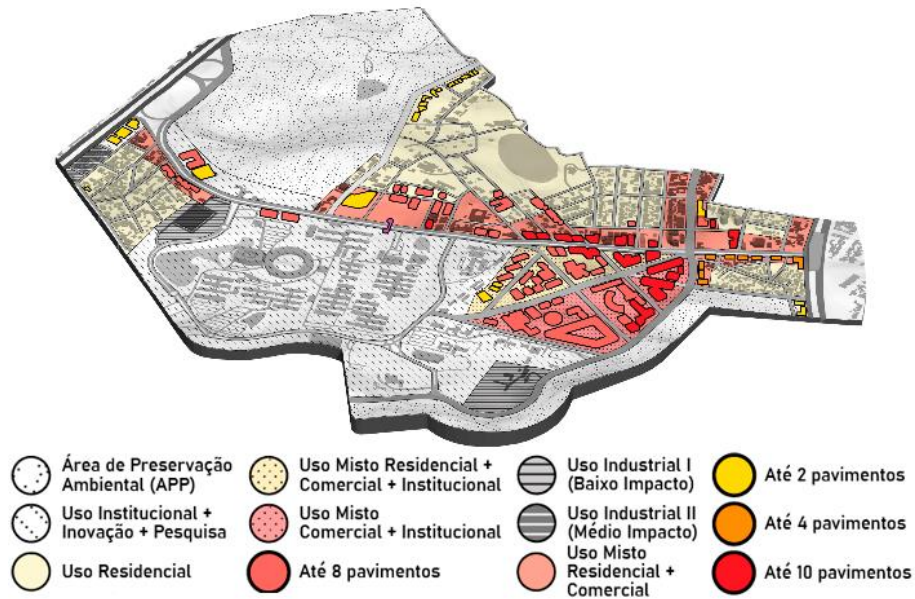 Área de Preservação
Ambiental (APP)
Uso Institucional +
Inovação + Pesquisa
Uso Residencial
Uso Misto Residencial +
Comercial + Institucional
Uso Misto
Comercial + Institucional
Até 8 pavimentos
Uso Industrial I
(Baixo Impacto)
Uso Industrial II
(Médio Impacto)
Uso Misto
Residencial +
Comercial
Até 2 pavimentos
Até 4 pavimentos
Até 10 pavimentos